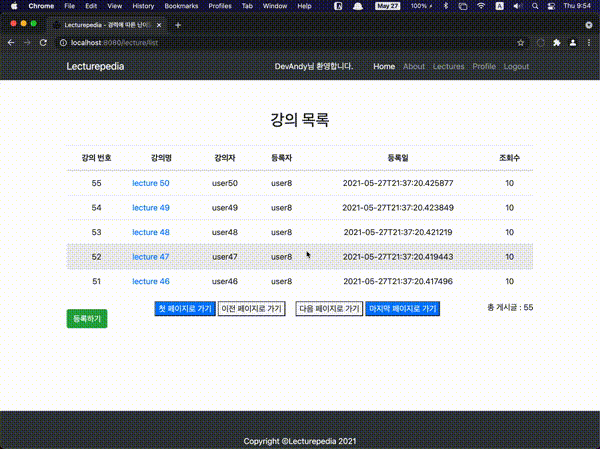 Chrome File Edit View History Bookmarks Profiles Tab Window Help May 27 100% A Thu 9:54
Lecturepedia - 경력에 따른 난이도
localhost:8080/lecture/list
Lecturepedia DevAndy님 환영합니다. Home About Lectures Profile Logout
강의 목록
강의 번호 강의명 강의자 등록자 등록일 조회수
55 lecture 50 user50 user8 2021-05-27T21:37:20.425877 10
54 lecture 49 user49 user8 2021-05-27T21:37:20.423849 10
53 lecture 48 user48 user8 2021-05-27T21:37:20.421219 10
52 lecture 47 user47 user8 2021-05-27T21:37:20.419443 10
51 lecture 46 user46 user8 2021-05-27T21:37:20.417496 10
첫 페이지로 가기 이전 페이지로 가기 다음 페이지로 가기 마지막 페이지로 가기 총 게시글 : 55
등록하기
Copyright ©Lecturepedia 2021